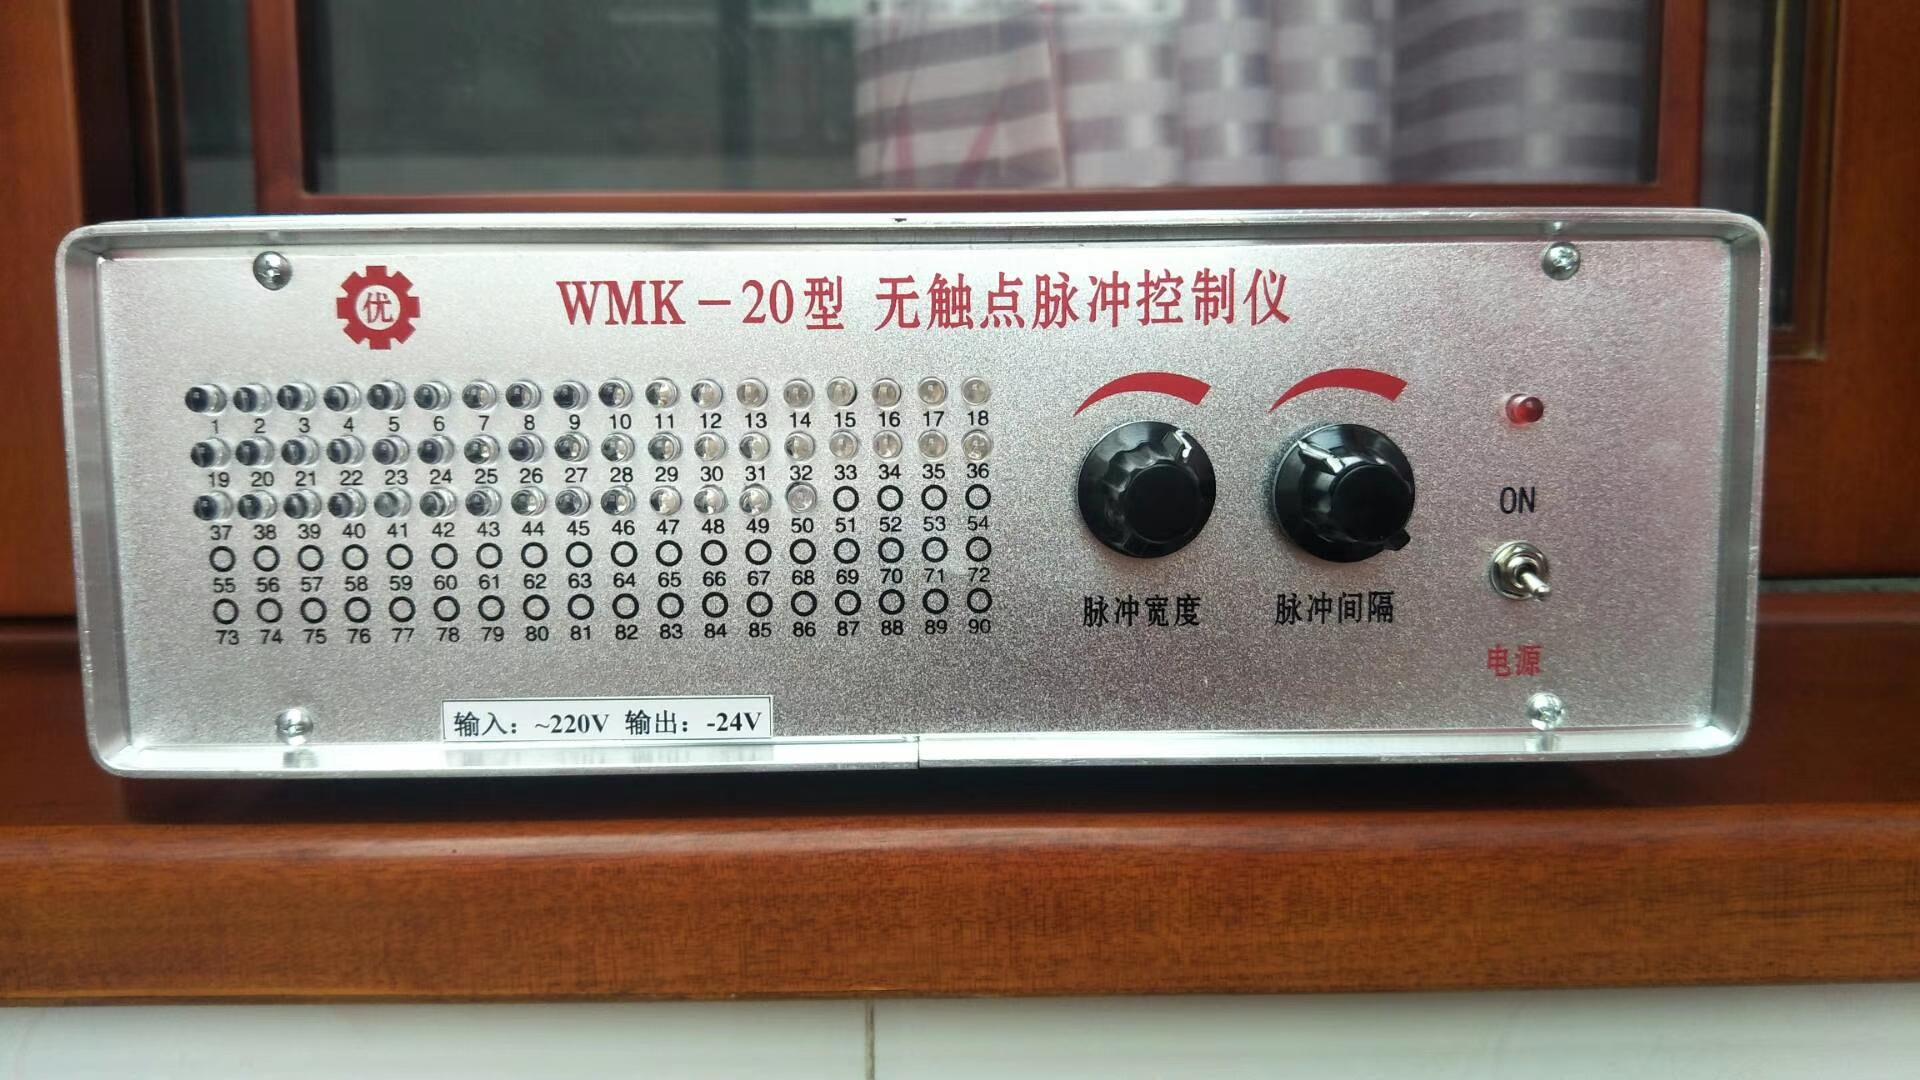 优
WMK-20型 无触点脉冲控制仪
1 2 3 4 5 6 7 8 9 10 11 12 13 14 15 16 17 18
19 20 21 22 23 24 25 26 27 28 29 30 31 32 33 34 35 36
37 38 39 40 41 42 43 44 45 46 47 48 49 50 51 52 53 54
55 56 57 58 59 60 61 62 63 64 65 66 67 68 69 70 71 72
73 74 75 76 77 78 79 80 81 82 83 84 85 86 87 88 89 90
脉冲宽度
脉冲间隔
ON
电源
输入: ~220V 输出: -24V